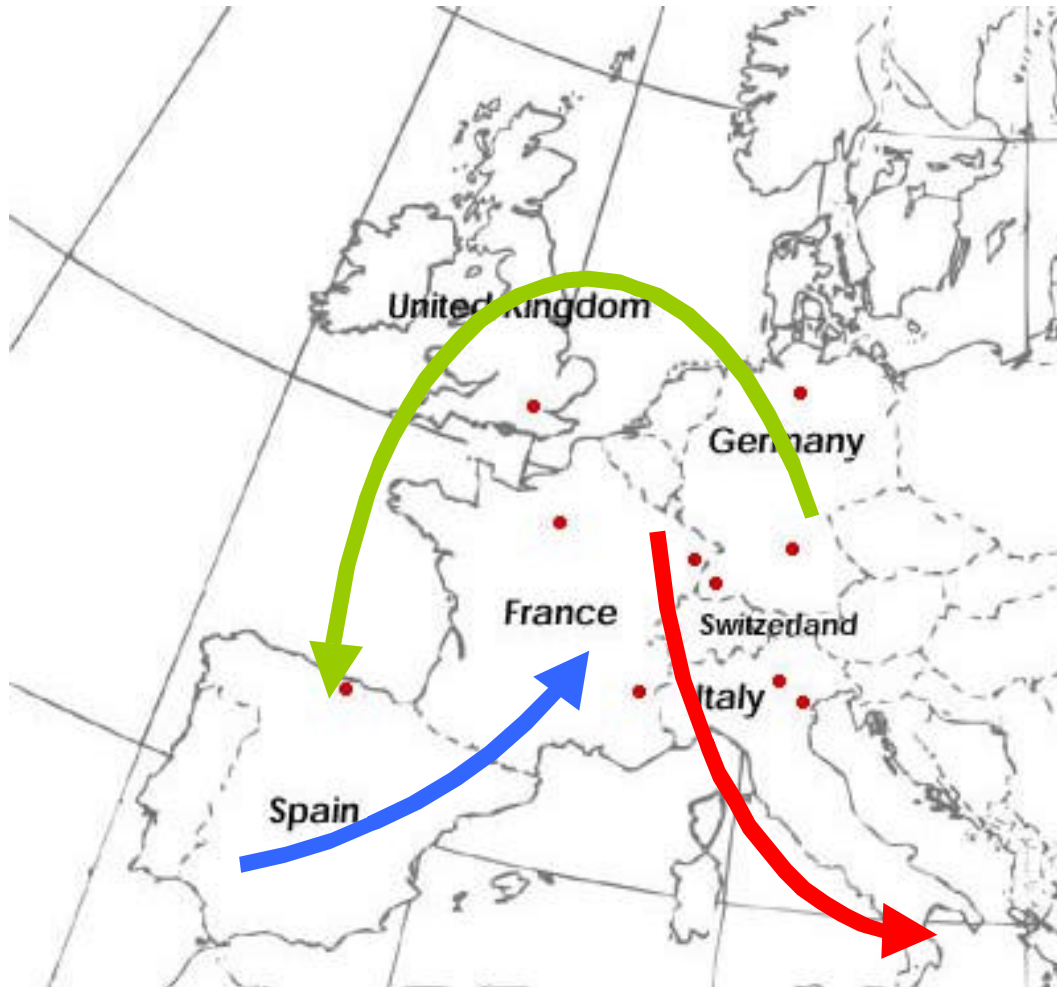 United Kingdom
Germany
France
Switzerland
Italy
Spain